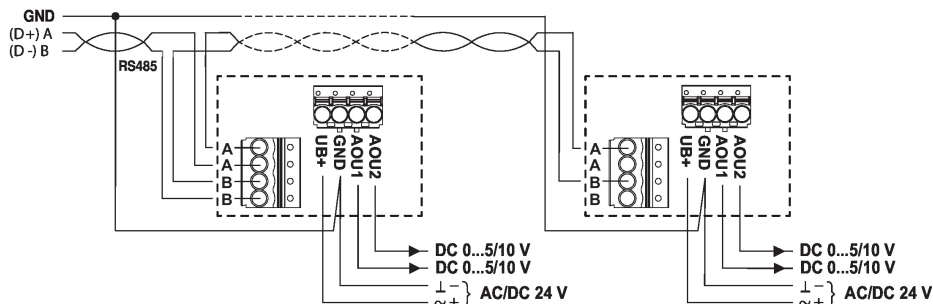 GND
(D+) A
(D -) B
RS485
A
A
B
B
UB+
GND
AOU1
AOU2
DC 0...5/10 V
DC 0...5/10 V
⊥ −
≂ +
AC/DC 24 V
A
A
B
B
UB+
GND
AOU1
AOU2
DC 0...5/10 V
DC 0...5/10 V
⊥ −
≂ +
AC/DC 24 V